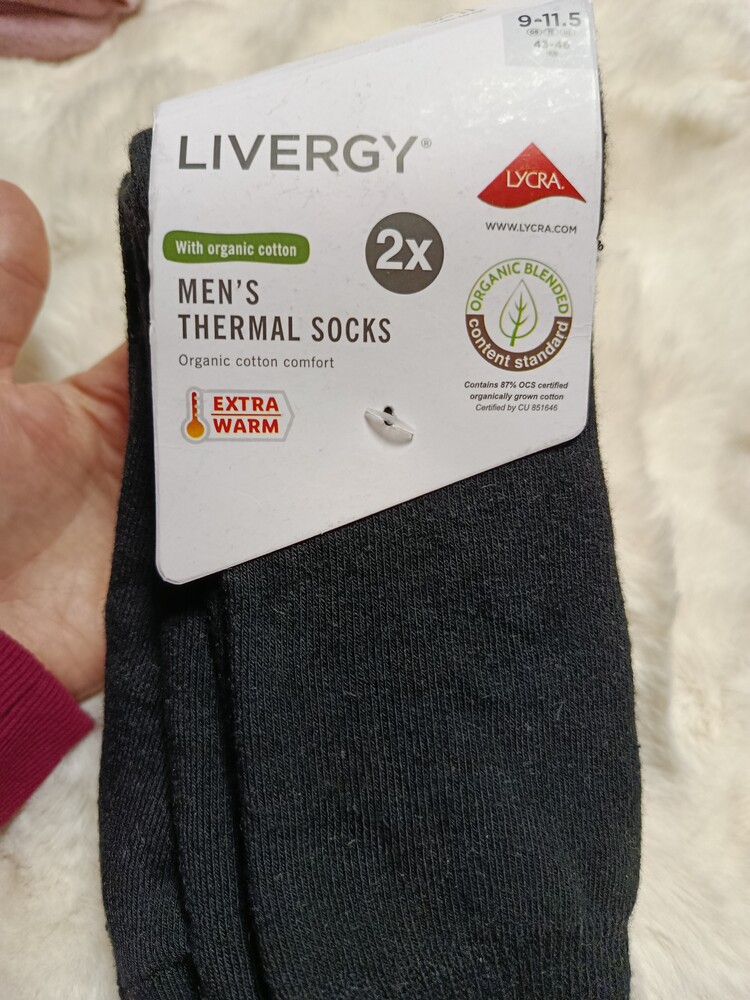 9-11.5
43-46
LIVERGY®
LYCRA®
WWW.LYCRA.COM
With organic cotton
2x
MEN'S
THERMAL SOCKS
Organic cotton comfort
EXTRA
WARM
ORGANIC BLENDED
content standard
Contains 87% OCS certified
organically grown cotton
Certified by CU 851646